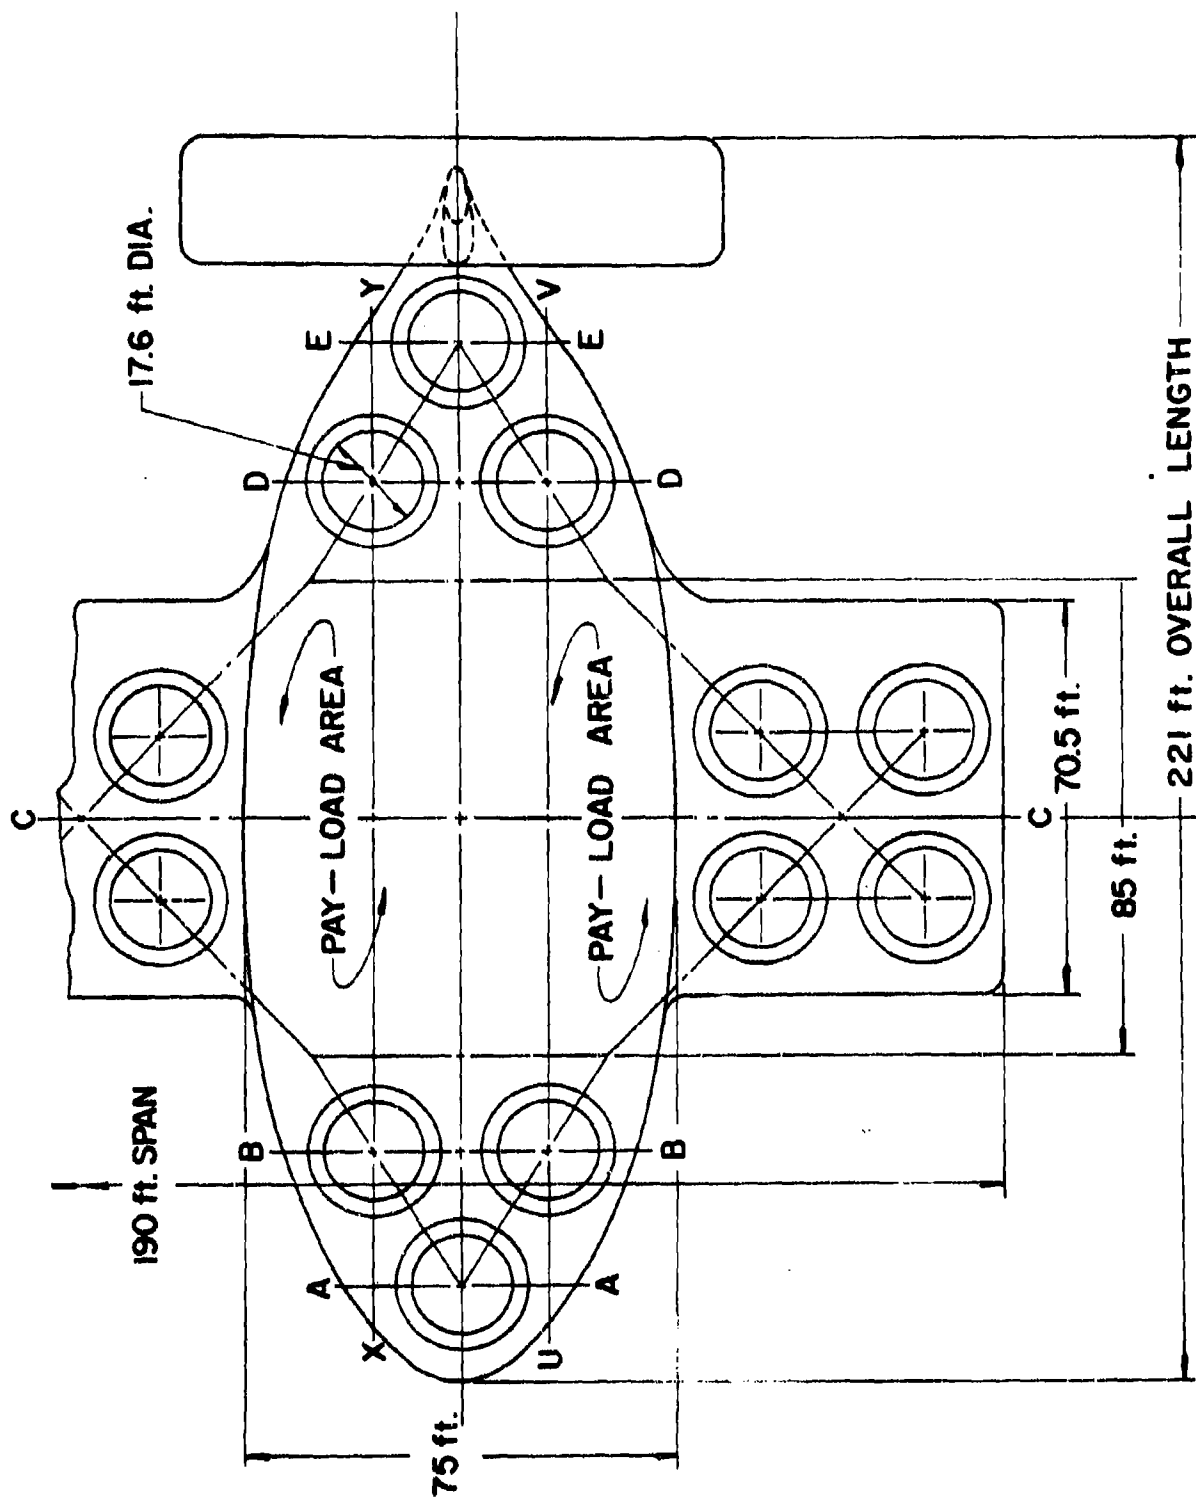 17.6 ft. DIA.
Y
V
E
E
D
D
C
C
PAY-LOAD AREA
PAY-LOAD AREA
70.5 ft.
85 ft.
221 ft. OVERALL LENGTH
190 ft. SPAN
B
B
A
A
X
U
75 ft.